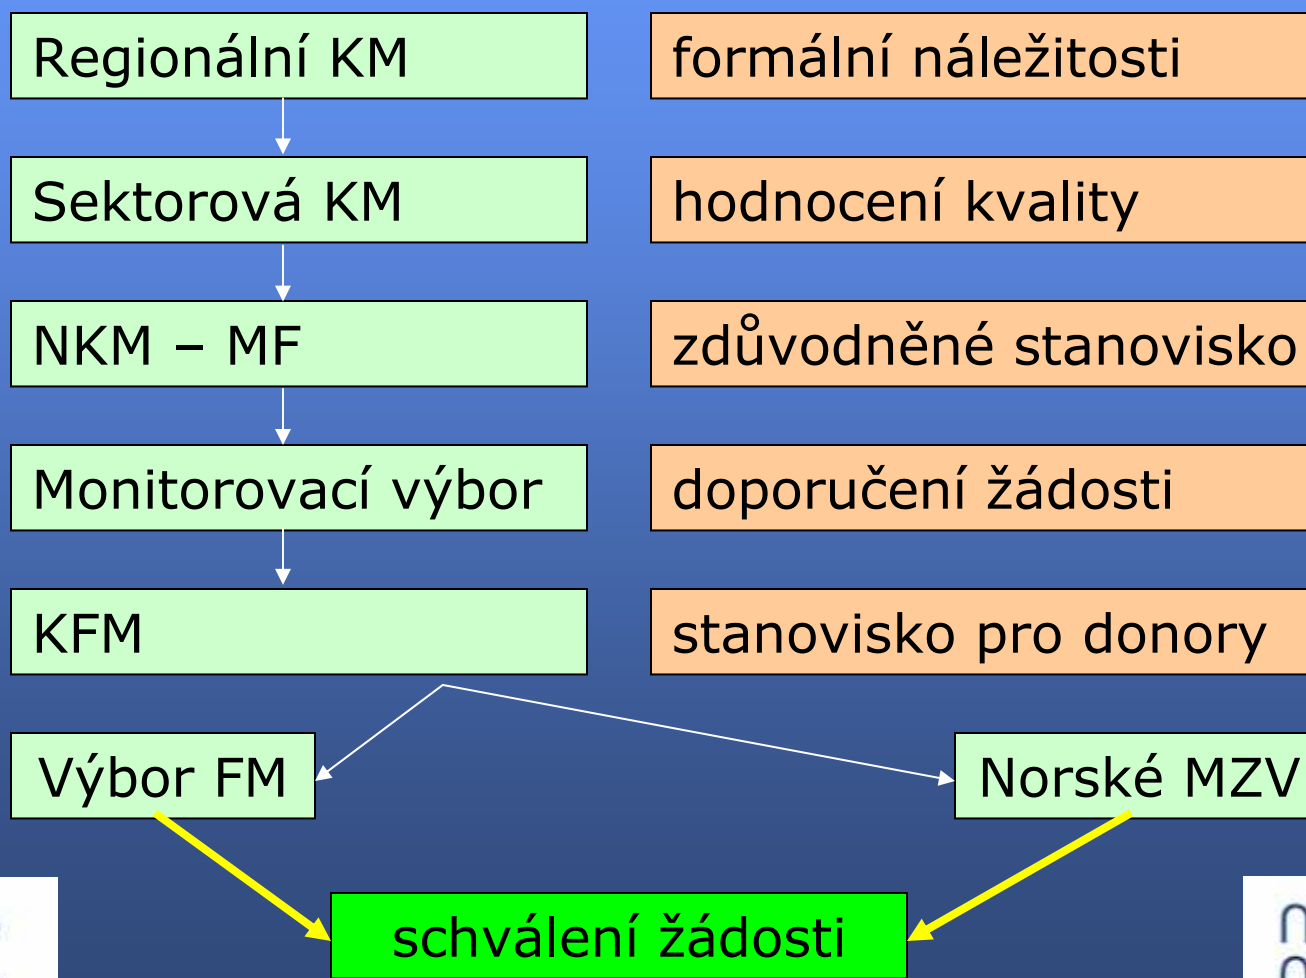 Regionální KM
formální náležitosti
Sektorová KM
hodnocení kvality
NKM – MF
zdůvodněné stanovisko
Monitorovací výbor
doporučení žádosti
KFM
stanovisko pro donory
Výbor FM
Norské MZV
schválení žádosti